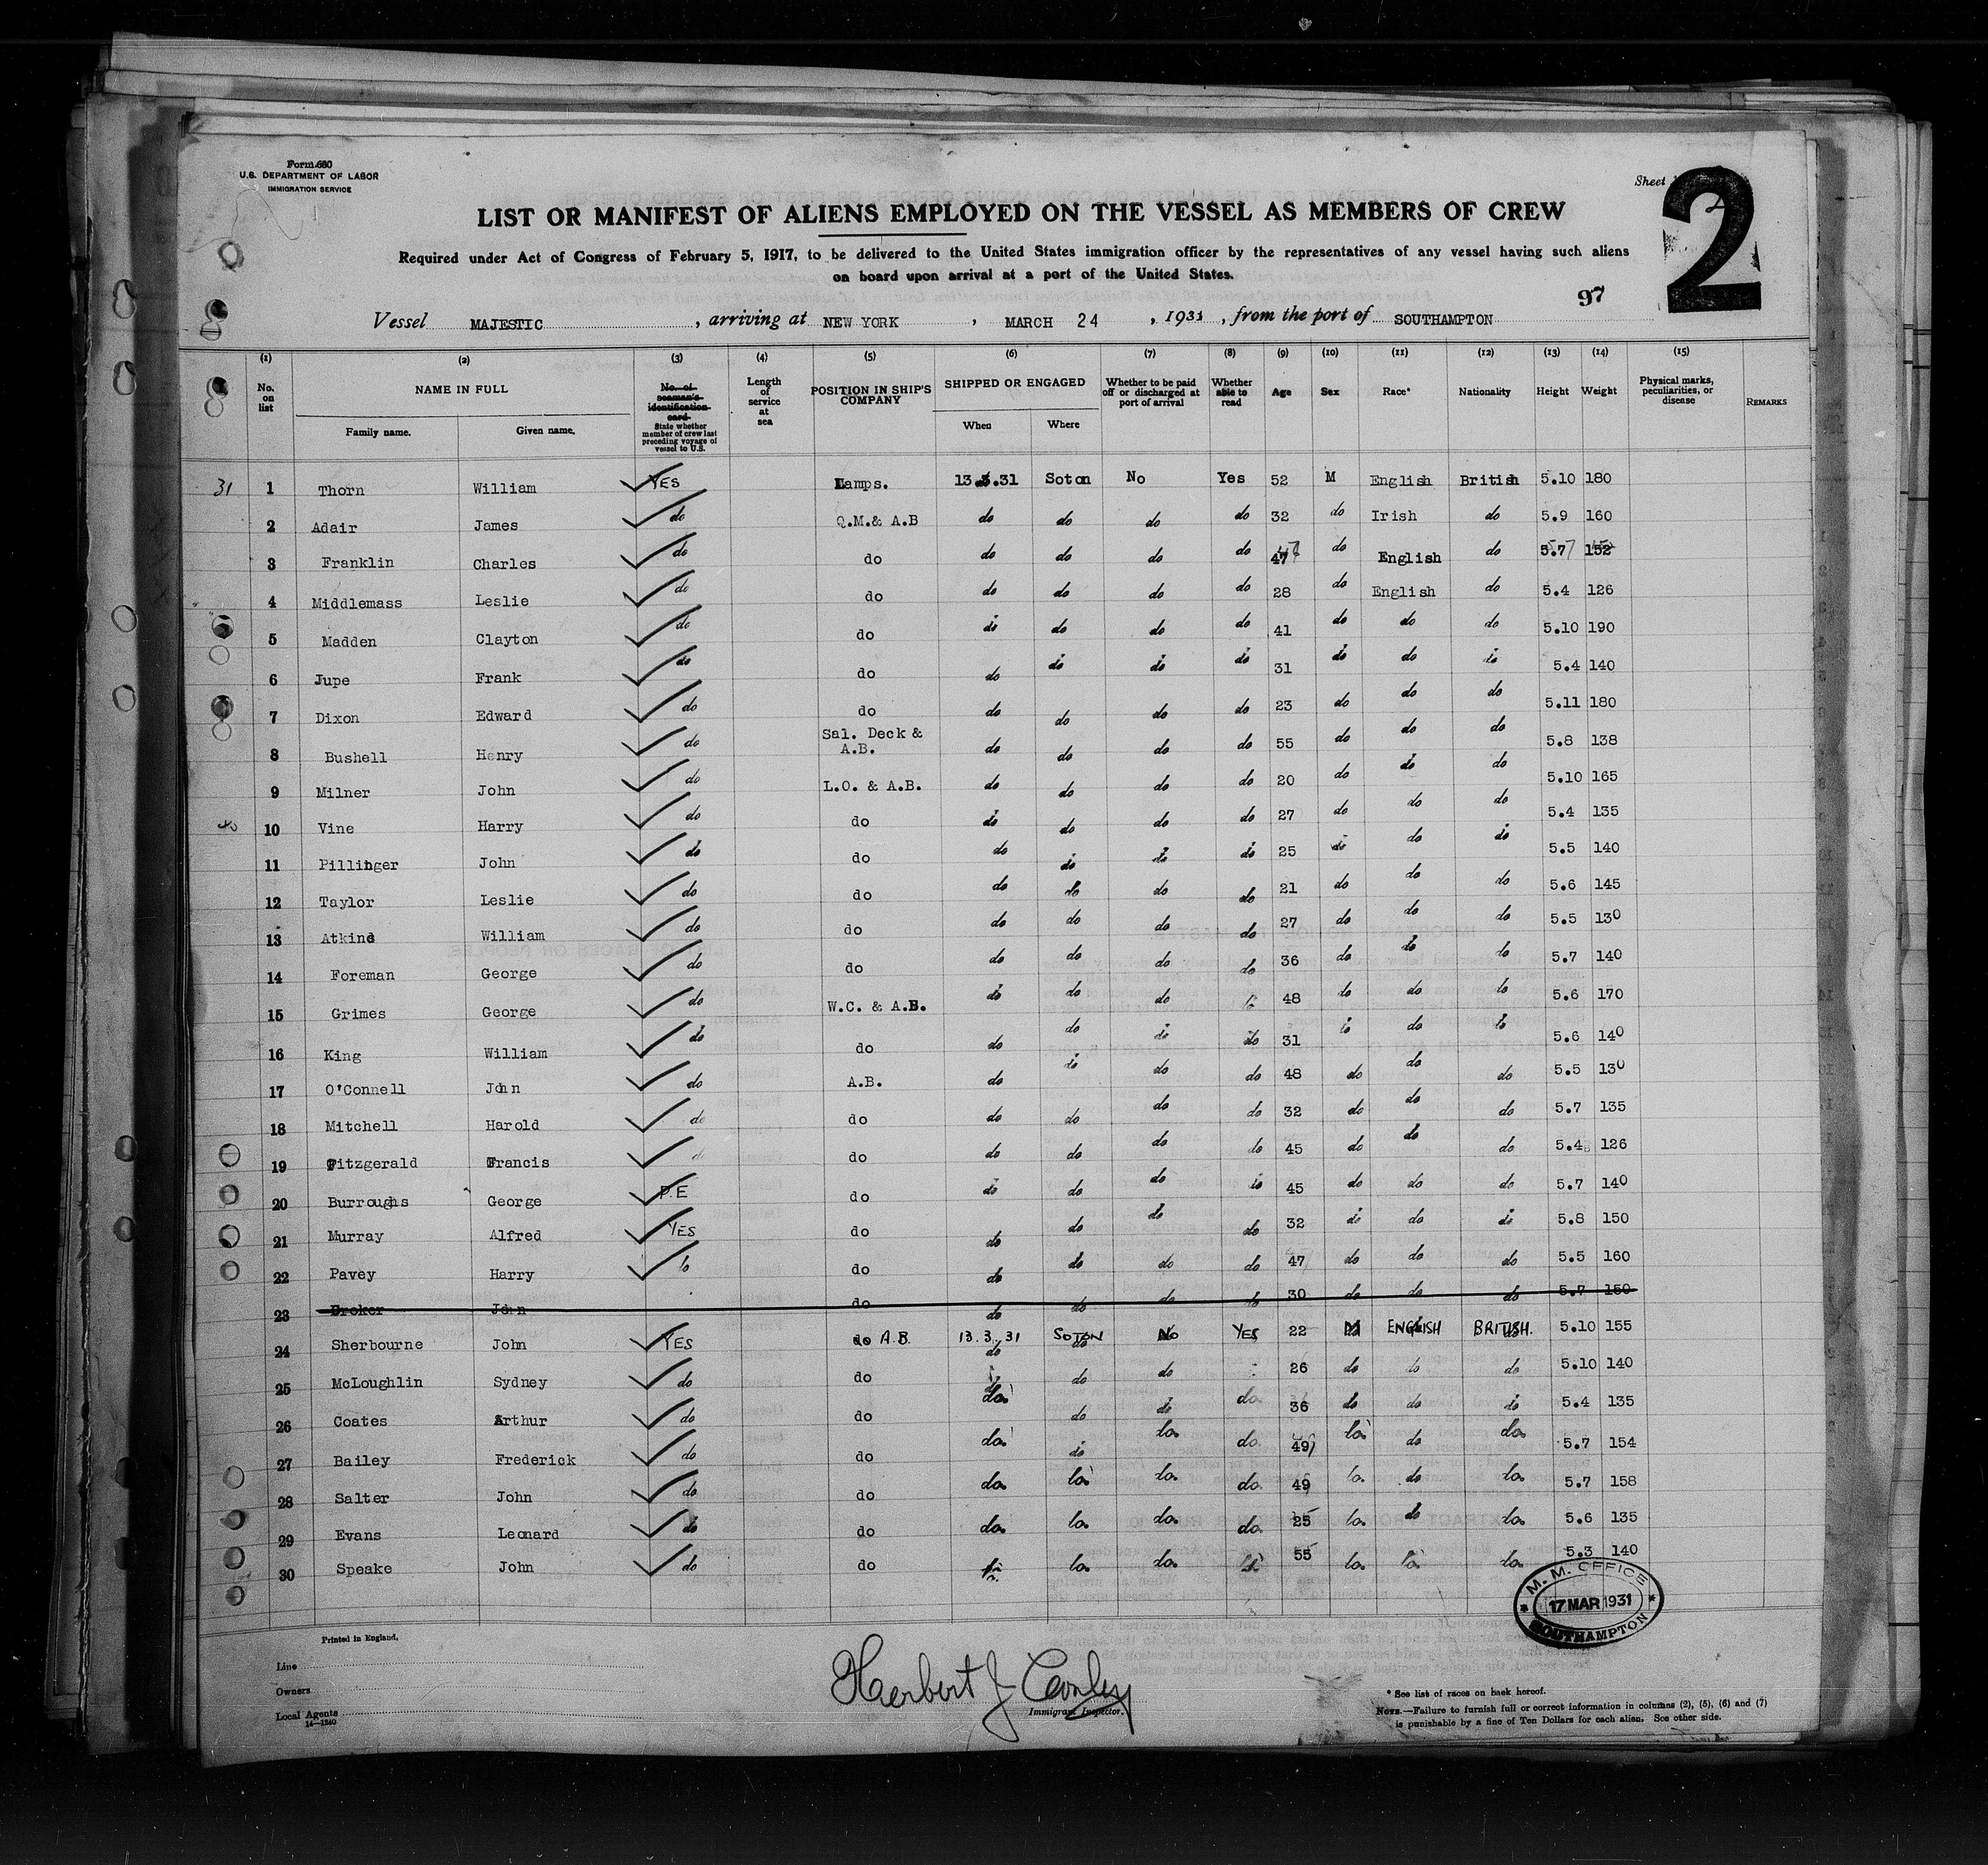 Form 680
U.S. DEPARTMENT OF LABOR
IMMIGRATION SERVICE
Sheet
2
LIST OR MANIFEST OF ALIENS EMPLOYED ON THE VESSEL AS MEMBERS OF CREW
Required under Act of Congress of February 5, 1917, to be delivered to the United States immigration officer by the representatives of any vessel having such aliens
on board upon arrival at a port of the United States.
97
Vessel MAJESTIC, arriving at NEW YORK, MARCH 24, 1931, from the port of SOUTHAMPTON
(1) (2) (3) (4) (5) (6) (7) (8) (9) (10) (11) (12) (13) (14) (15)
No. on list
NAME IN FULL
Family name. Given name.
No. of seaman's identification card
State whether member of crew last preceding voyage of vessel to U.S.
Length of service at sea
POSITION IN SHIP'S COMPANY
SHIPPED OR ENGAGED
When Where
Whether to be paid off or discharged at port of arrival
Whether able to read
Age Sex Race* Nationality Height Weight
Physical marks, peculiarities, or disease
REMARKS
31 1 Thorn William YES Lamps. 13.3.31 Soton No Yes 52 M English British 5.10 180
2 Adair James do Q.M.& A.B do do do do 32 do Irish do 5.9 160
3 Franklin Charles do do do do do do 47 do English do 5.7 152
4 Middlemass Leslie do do do do do do 28 do English do 5.4 126
5 Madden Clayton do do do do do do 41 do do do 5.10 190
6 Jupe Frank do do do do do do 31 do do do 5.4 140
7 Dixon Edward do do do do do do 23 do do do 5.11 180
8 Bushell Henry do Sal. Deck & A.B. do do do do 55 do do do 5.8 138
9 Milner John do L.O. & A.B. do do do do 20 do do do 5.10 165
10 Vine Harry do do do do do do 27 do do do 5.4 135
11 Pillinger John do do do do do do 25 do do do 5.5 140
12 Taylor Leslie do do do do do do 21 do do do 5.6 145
13 Atkins William do do do do do do 27 do do do 5.5 130
14 Foreman George do do do do do do 36 do do do 5.7 140
15 Grimes George do W.C. & A.B. do do do do 48 do do do 5.6 170
16 King William do do do do do do 31 do do do 5.6 140
17 O'Connell John do A.B. do do do do 48 do do do 5.5 130
18 Mitchell Harold do do do do do do 32 do do do 5.7 135
19 Fitzgerald Francis do do do do do do 45 do do do 5.4 126
20 Burroughs George P.E do do do do do 45 do do do 5.7 140
21 Murray Alfred YES do do do do do 32 do do do 5.8 150
22 Pavey Harry do do do do do do 47 do do do 5.5 160
23 Broker John do do do do do 30 do do do 5.7 150
24 Sherbourne John YES do A.B. 13.3.31 SOTON NO YES 22 M ENGLISH BRITISH. 5.10 155
25 McLoughlin Sydney do do do do do 26 do do do 5.10 140
26 Coates Arthur do do do do do do 36 do do do 5.4 135
27 Bailey Frederick do do do do do do 49 do do do 5.7 154
28 Salter John do do do do do do 49 do do do 5.7 158
29 Evans Leonard do do do do do do 25 do do do 5.6 135
30 Speake John do do do do do 55 do do do 5.3 140
M. M. OFFICE
17 MAR 1931
SOUTHAMPTON
Printed in England.
Line
Owners
Local Agents
14—1240
Herbert J
Immigrant Inspector.
* See list of races on back hereof.
NOTE.—Failure to furnish full or correct information in columns (2), (5), (6) and (7)
is punishable by a fine of Ten Dollars for each alien. See other side.